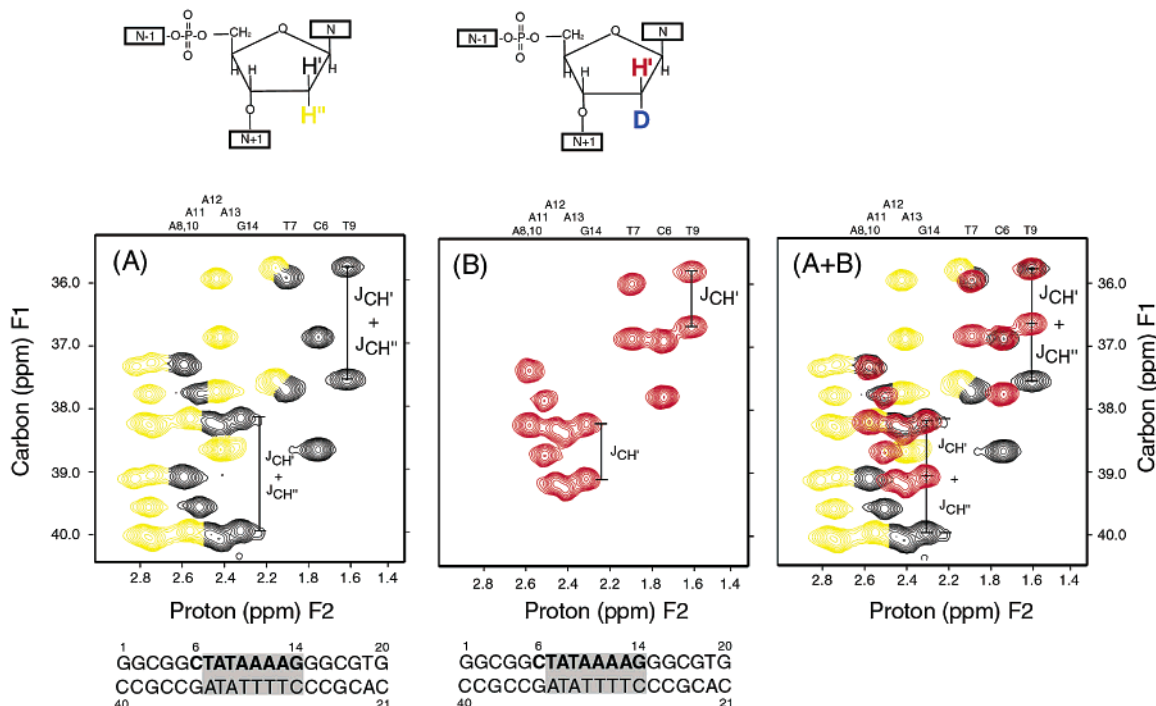 O O
N-1 -O-P-O- CH₂ O N
O
H H H' H
O H"
N+1
O O
N-1 -O-P-O- CH₂ O N
O
H H H' H
O D
N+1
A12
A11 A13
A8,10 G14 T7 C6 T9
A12
A11 A13
A8,10 G14 T7 C6 T9
A12
A11 A13
A8,10 G14 T7 C6 T9
(A)
JCH'
+
JCH"
JCH'
+
JCH"
(B)
JCH'
JCH'
(A+B)
JCH'
+
JCH"
JCH'
+
JCH"
Carbon (ppm) F1
36.0
37.0
38.0
39.0
40.0
36.0
37.0
38.0
39.0
40.0
Carbon (ppm) F1
2.8 2.6 2.4 2.2 2.0 1.8 1.6 1.4
2.8 2.6 2.4 2.2 2.0 1.8 1.6 1.4
2.8 2.6 2.4 2.2 2.0 1.8 1.6 1.4
Proton (ppm) F2
Proton (ppm) F2
Proton (ppm) F2
1 6 14 20
GGCGGCTATAAAAGGGCGTG
CCGCCGATATTTTCCCGCAC
40 21
1 6 14 20
GGCGGCTATAAAAGGGCGTG
CCGCCGATATTTTCCCGCAC
40 21